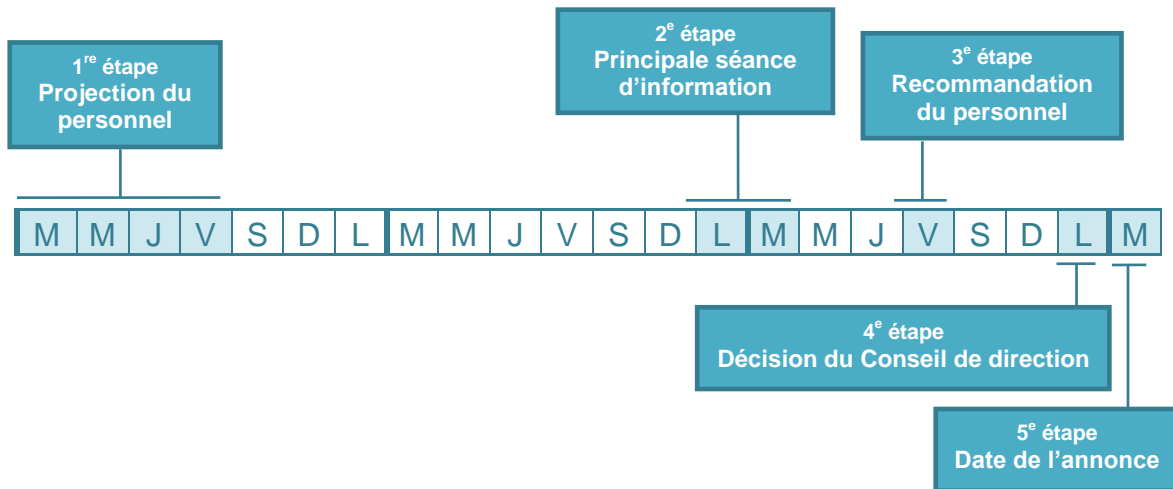 1re étape
Projection du
personnel
2e étape
Principale séance
d’information
3e étape
Recommandation
du personnel
M M J V S D L M M J V S D L M M J V S D L M
4e étape
Décision du Conseil de direction
5e étape
Date de l’annonce